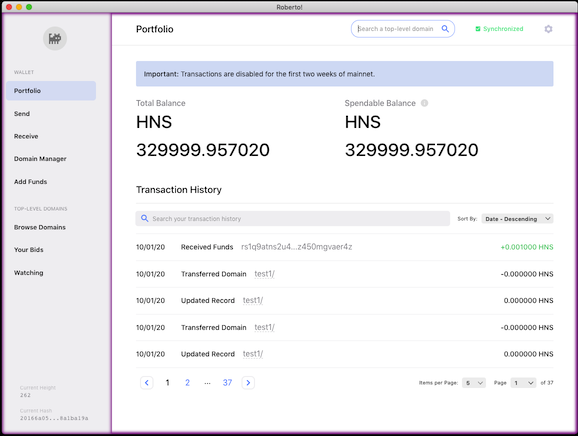 Roberto!
Portfolio
Search a top-level domain
Synchronized
WALLET
Portfolio
Send
Receive
Domain Manager
Add Funds
TOP-LEVEL DOMAINS
Browse Domains
Your Bids
Watching
Current Height
262
Current Hash
Important: Transactions are disabled for the first two weeks of mainnet.
Total Balance
HNS
329999.957020
Spendable Balance
HNS
329999.957020
Transaction History
Search your transaction history
Sort By: Date - Descending
10/01/20 Received Funds rs1q9atns2u4...z450mgvaer4z +0.001000 HNS
10/01/20 Transferred Domain test1/ -0.000000 HNS
10/01/20 Updated Record test1/ 0.000000 HNS
10/01/20 Transferred Domain test1/ -0.000000 HNS
10/01/20 Updated Record test1/ 0.000000 HNS
1 2 ... 37
Items per Page: 5 Page 1 of 37